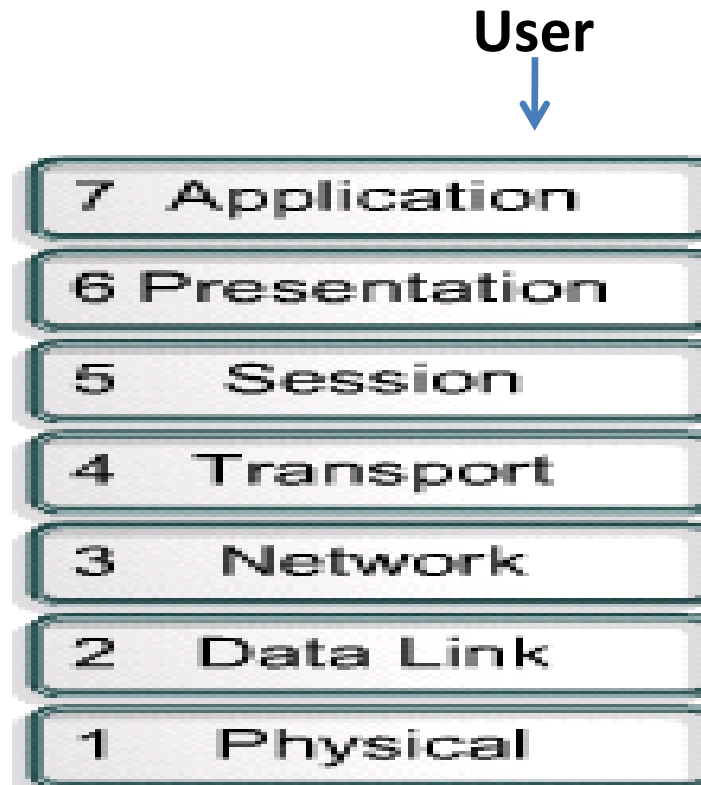 User
7 Application
6 Presentation
5 Session
4 Transport
3 Network
2 Data Link
1 Physical